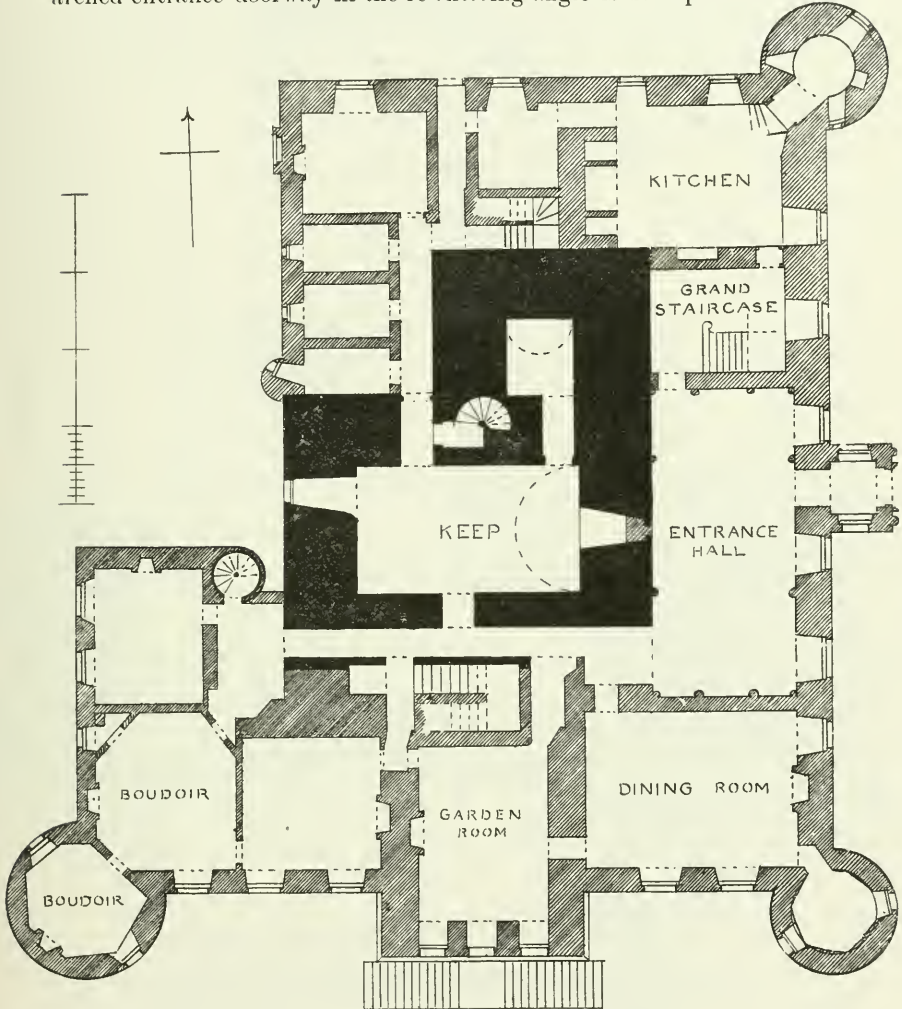 KITCHEN
GRAND
STAIRCASE
KEEP
ENTRANCE
HALL
BOUDOIR
GARDEN
ROOM
DINING ROOM
BOUDOIR